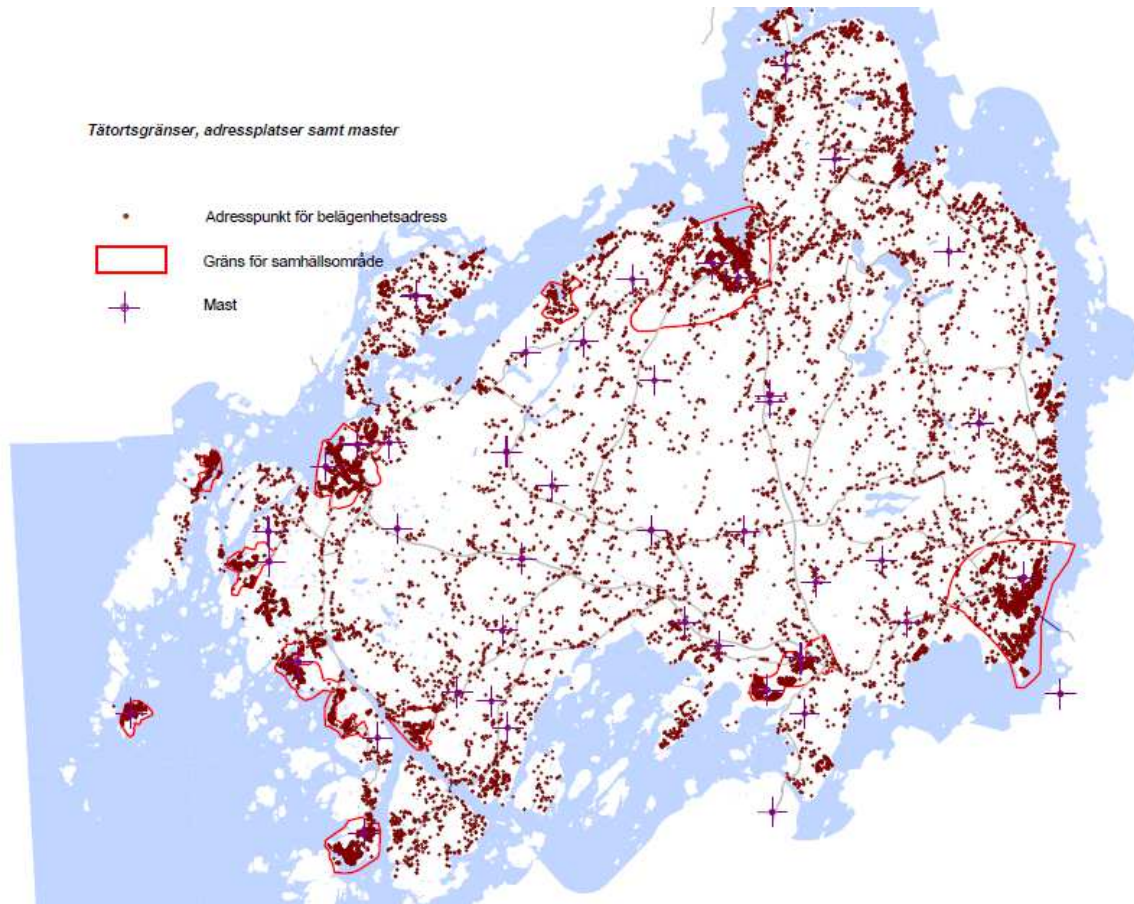 Tätortsgränser, adressplatser samt master
Adresspunkt för belägenhetsadress
Gräns för samhällsområde
Mast